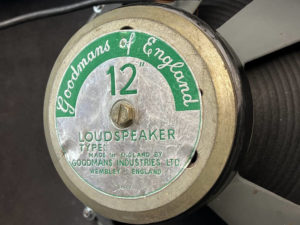 Goodmans of England
12"
LOUDSPEAKER
TYPE:
MADE IN ENGLAND BY
GOODMANS INDUSTRIES LTD.
WEMBLEY ENGLAND